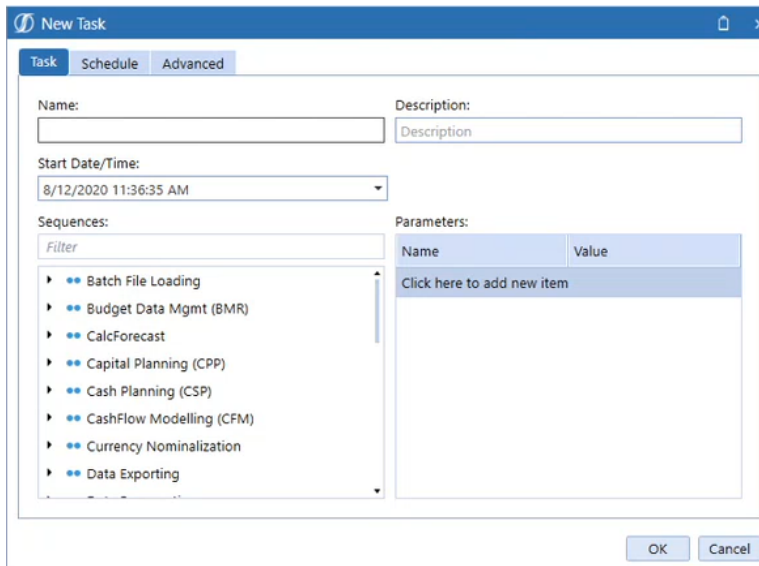 New Task
Task Schedule Advanced
Name: Description:
Description
Start Date/Time:
8/12/2020 11:36:35 AM
Sequences: Parameters:
Filter Name Value
Batch File Loading Click here to add new item
Budget Data Mgmt (BMR)
CalcForecast
Capital Planning (CPP)
Cash Planning (CSP)
CashFlow Modelling (CFM)
Currency Nominalization
Data Exporting
OK Cancel